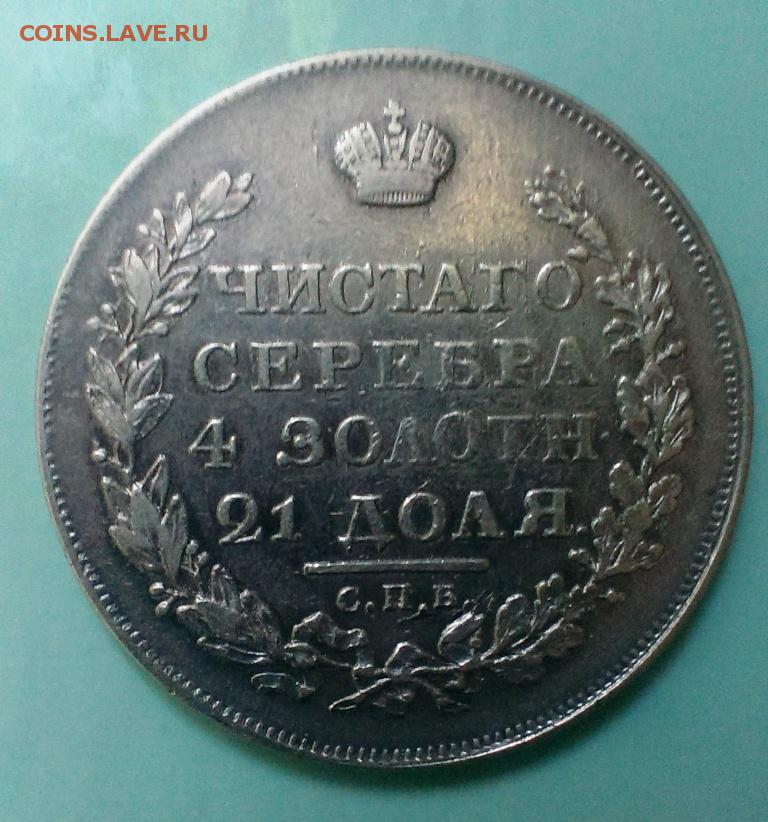 COINS.LAVE.RU
ЧИСТАГО
СЕРЕБРА
4 ЗОЛОТН.
21 ДОЛЯ.
С.П.Б.